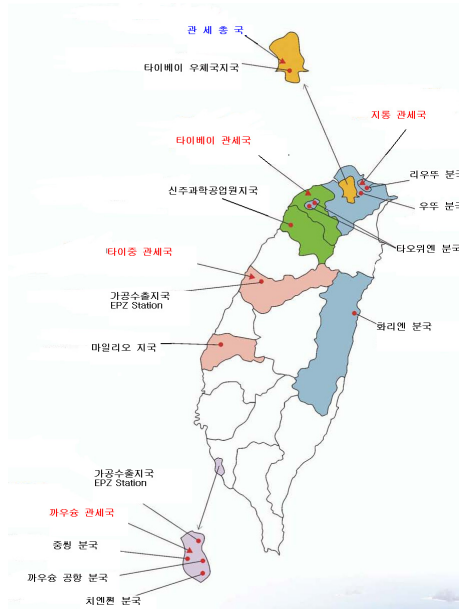 관 세 총 국
타이베이 우체국지국
지롱 관세국
타이베이 관세국
리우뚜 분국
신주과학공업원지국
우뚜 분국
타오위엔 분국
타이중 관세국
가공수출지국
EPZ Station
화리엔 분국
마일리오 지국
가공수출지국
EPZ Station
까우슝 관세국
중씽 분국
까우슝 공항 분국
치엔쩐 분국